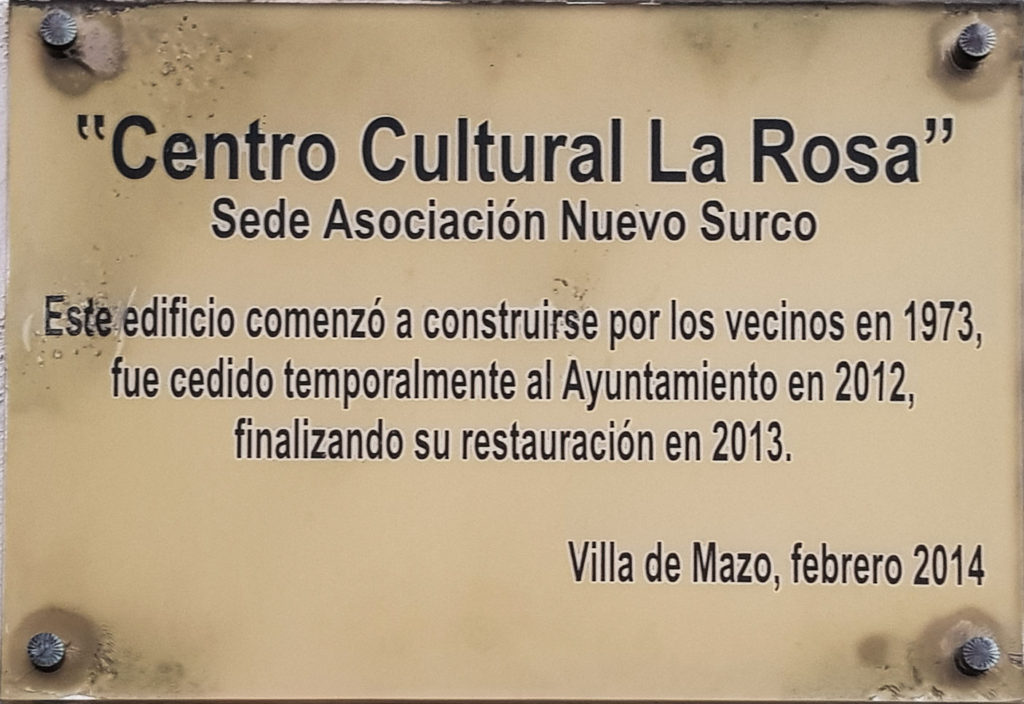 “Centro Cultural La Rosa”
Sede Asociación Nuevo Surco
Este edificio comenzó a construirse por los vecinos en 1973,
fue cedido temporalmente al Ayuntamiento en 2012,
finalizando su restauración en 2013.
Villa de Mazo, febrero 2014